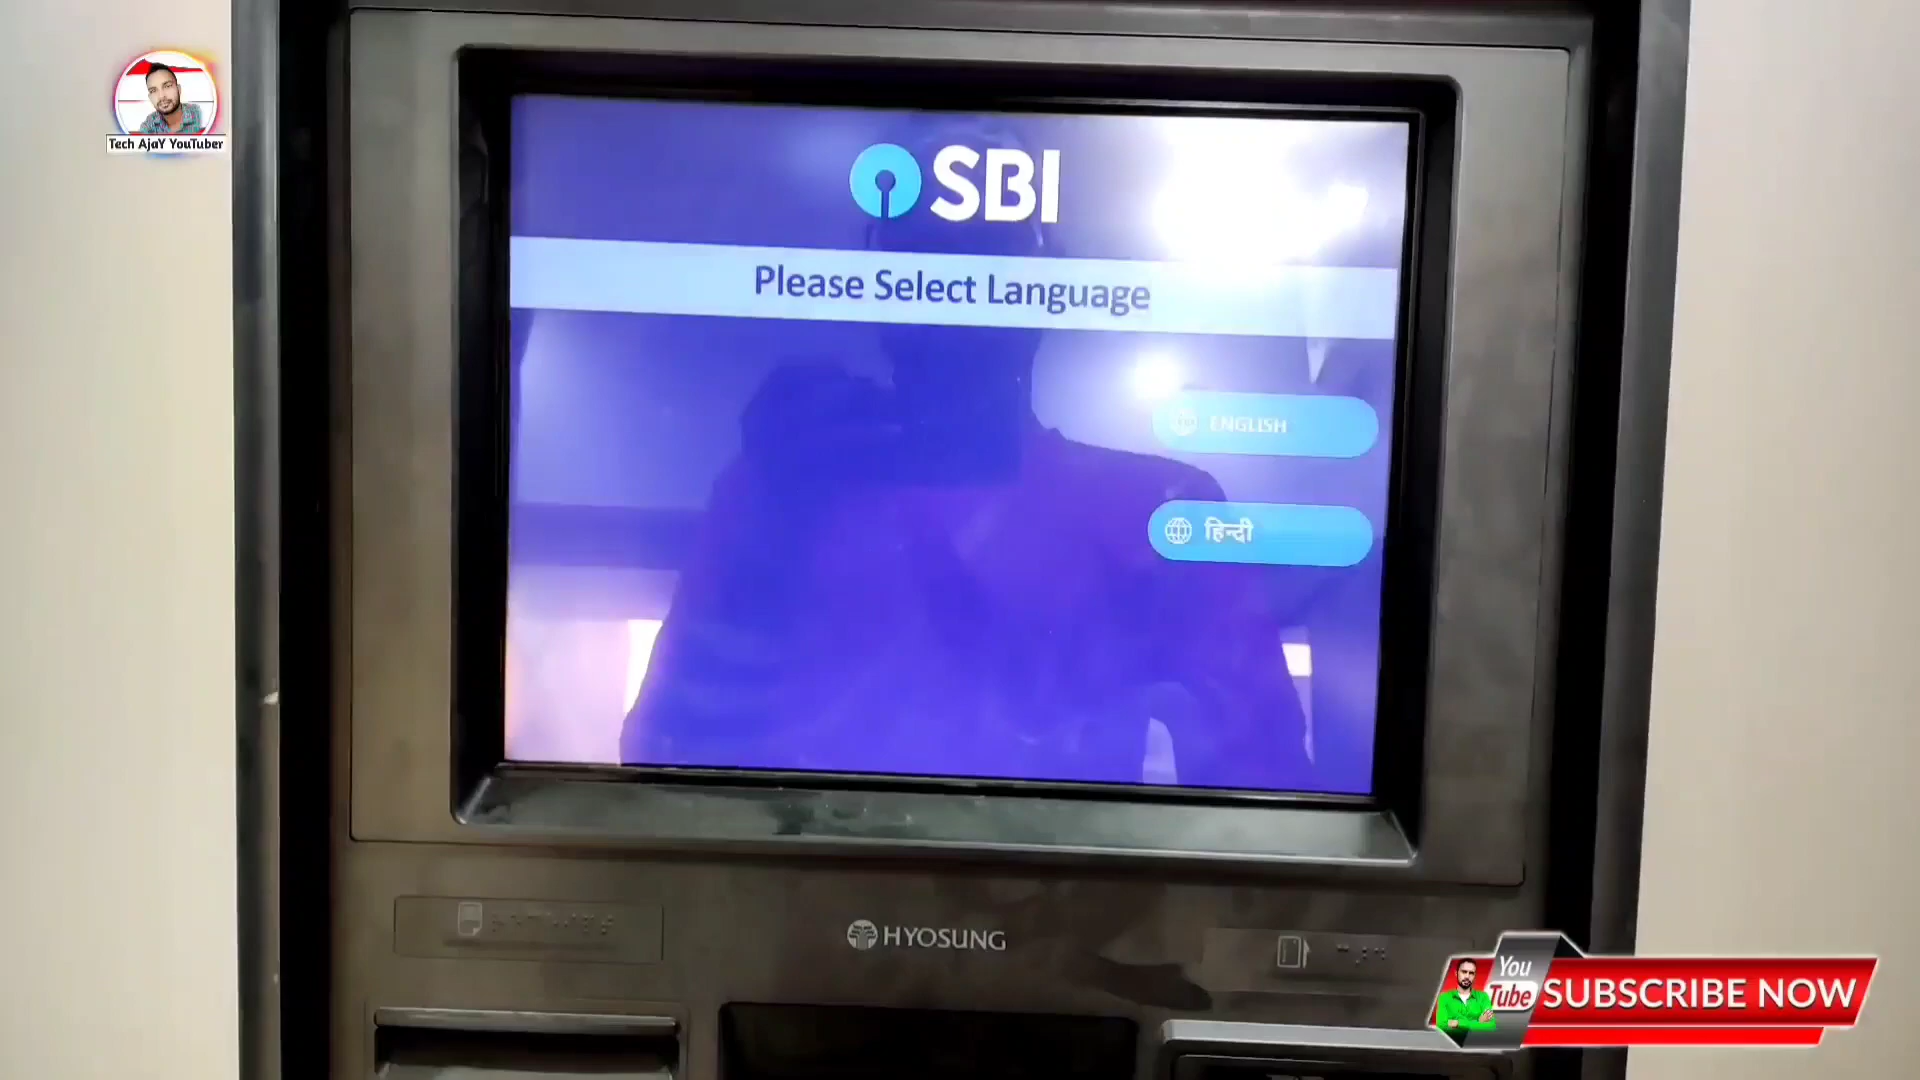 Tech AjaY YouTuber
SBI
Please Select Language
ENGLISH
हिन्दी
HYOSUNG
You
Tube
SUBSCRIBE NOW